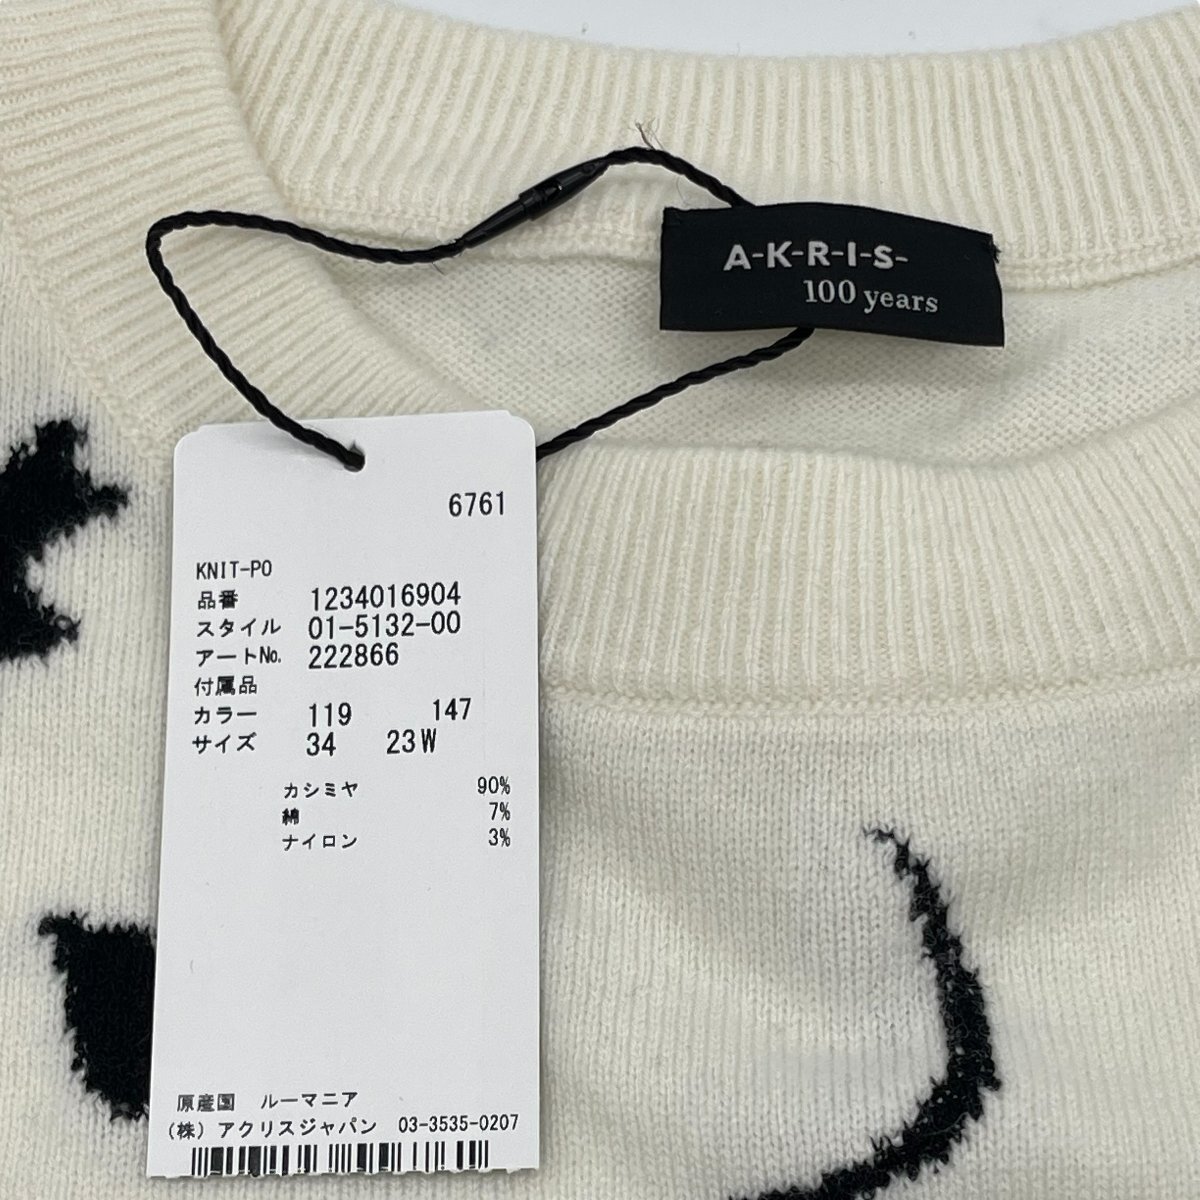 A-K-R-I-S-
100 years
6761
KNIT-PO
品番 1234016904
スタイル 01-5132-00
アートNo. 222866
付属品
カラー 119 147
サイズ 34 23W
カシミヤ 90%
綿 7%
ナイロン 3%
原産国 ルーマニア
(株) アクリスジャパン 03-3535-0207